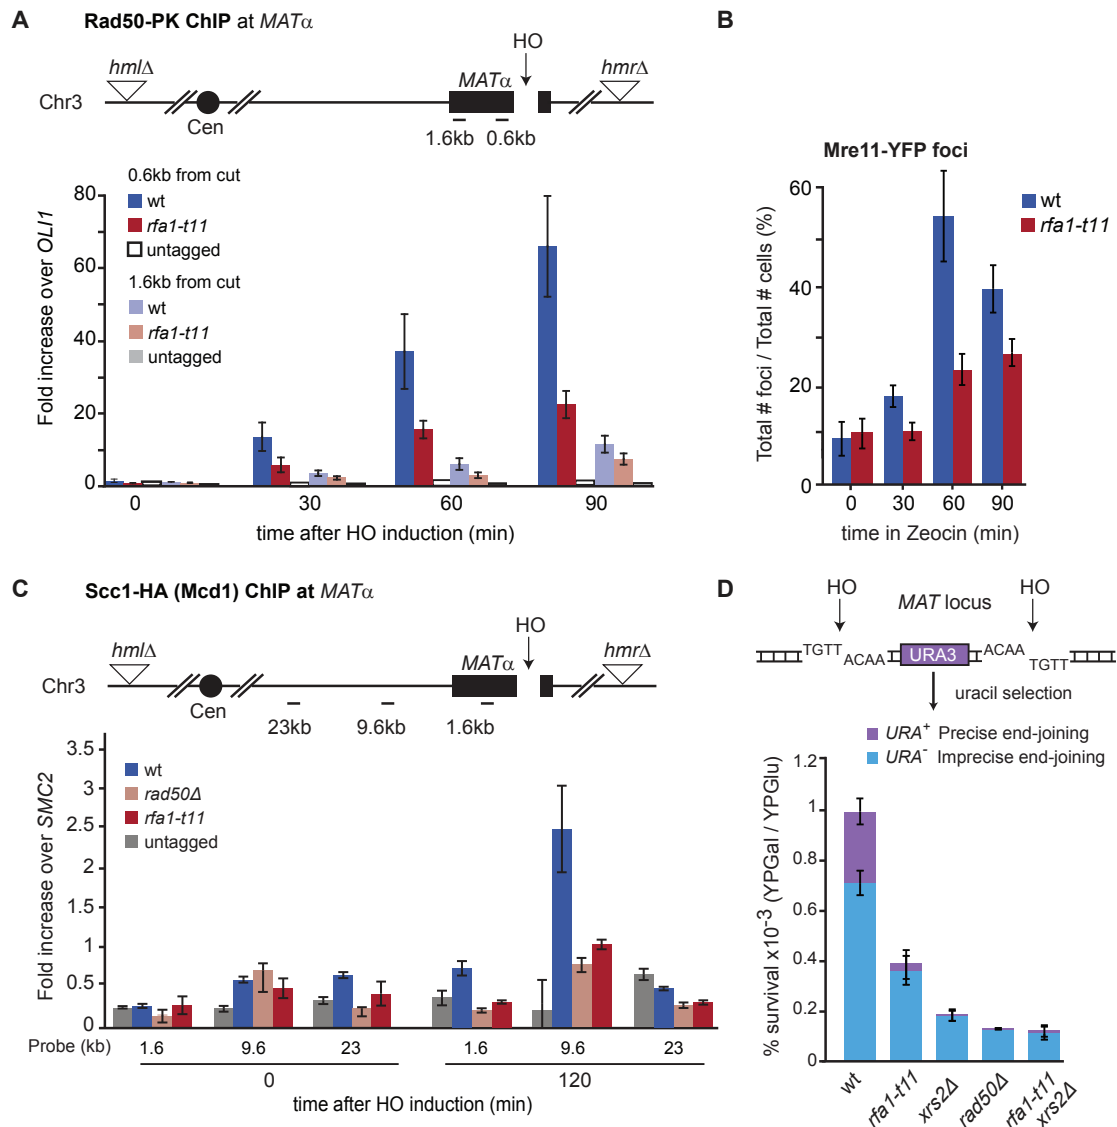 A
Rad50-PK ChIP at MATα
HO
hmlΔ
MATα
hmrΔ
Chr3
Cen
1.6kb
0.6kb
0.6kb from cut
wt
rfa1-t11
untagged
1.6kb from cut
wt
rfa1-t11
untagged
Fold increase over OLI1
80
60
40
20
0
0
30
60
90
time after HO induction (min)
B
Mre11-YFP foci
wt
rfa1-t11
Total # foci / Total # cells (%)
60
40
20
0
0
30
60
90
time in Zeocin (min)
C
Scc1-HA (Mcd1) ChIP at MATα
HO
hmlΔ
MATα
hmrΔ
Chr3
Cen
23kb
9.6kb
1.6kb
wt
rad50Δ
rfa1-t11
untagged
Fold increase over SMC2
3.5
3
2.5
2
1.5
1
0.5
0
Probe (kb)
1.6
9.6
23
1.6
9.6
23
0
120
time after HO induction (min)
D
HO
MAT locus
HO
TGTT
ACAA
URA3
ACAA
TGTT
uracil selection
URA+ Precise end-joining
URA- Imprecise end-joining
% survival x10-3 (YPGal / YPGlu)
1.2
1
0.8
0.6
0.4
0.2
0
wt
rfa1-t11
xrs2Δ
rad50Δ
rfa1-t11
xrs2Δ